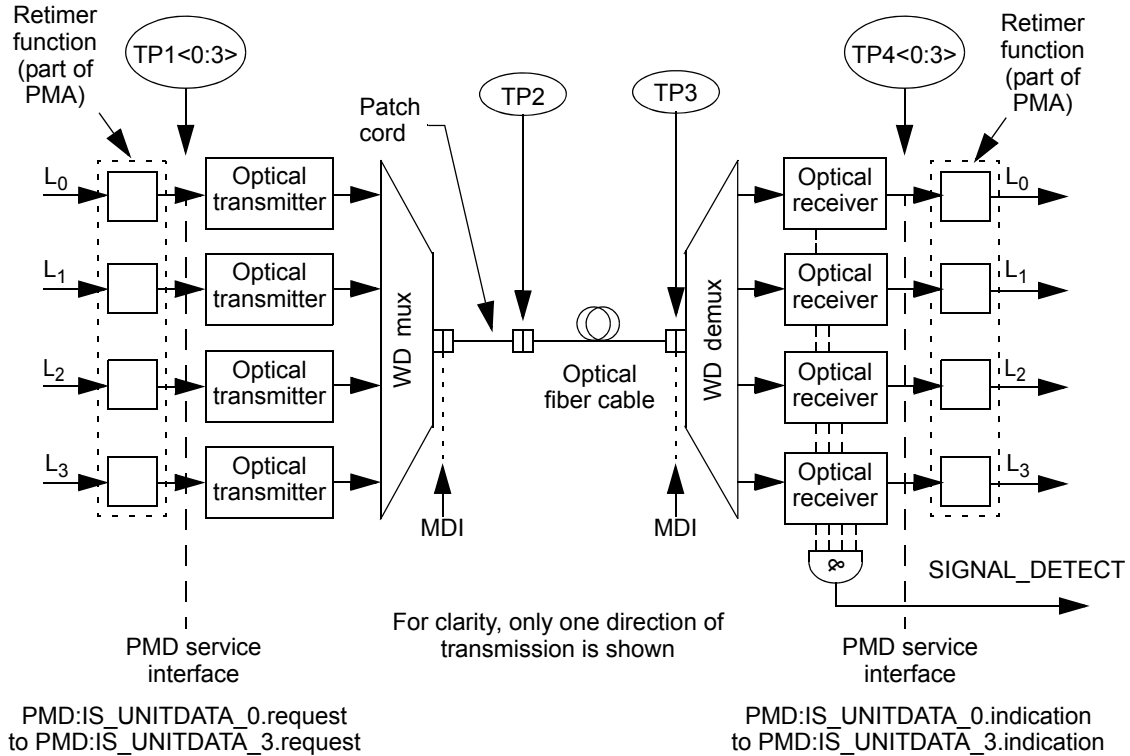 Retimer
function
(part of
PMA)
TP1<0:3>
Patch
cord
TP2
TP3
TP4<0:3>
Retimer
function
(part of
PMA)
L0
Optical
transmitter
Optical
receiver
L0
L1
Optical
transmitter
Optical
receiver
L1
WD mux
Optical
fiber cable
WD demux
L2
Optical
transmitter
Optical
receiver
L2
L3
Optical
transmitter
Optical
receiver
L3
MDI
MDI
&
SIGNAL_DETECT
For clarity, only one direction of
transmission is shown
PMD service
interface
PMD service
interface
PMD:IS_UNITDATA_0.request
to PMD:IS_UNITDATA_3.request
PMD:IS_UNITDATA_0.indication
to PMD:IS_UNITDATA_3.indication